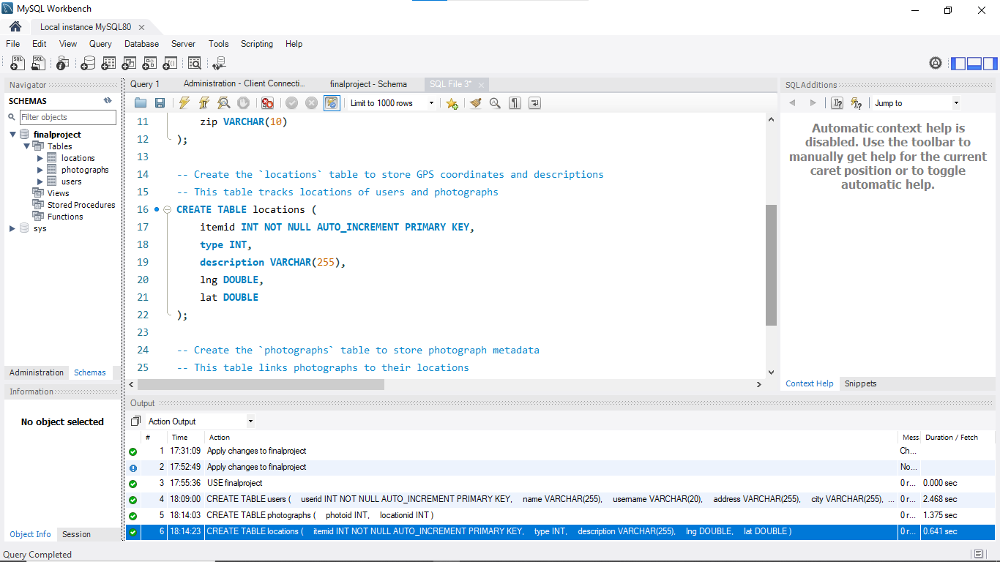 MySQL Workbench
Local instance MySQL80
File Edit View Query Database Server Tools Scripting Help
Navigator
SCHEMAS
Filter objects
finalproject
Tables
locations
photographs
users
Views
Stored Procedures
Functions
sys
Administration Schemas
Information
No object selected
Object Info Session
Query 1 Administration - Client Connecti... finalproject - Schema SQL File 3*
Limit to 1000 rows
11 zip VARCHAR(10)
12 );
13
14 -- Create the `locations` table to store GPS coordinates and descriptions
15 -- This table tracks locations of users and photographs
16 CREATE TABLE locations (
17 itemid INT NOT NULL AUTO_INCREMENT PRIMARY KEY,
18 type INT,
19 description VARCHAR(255),
20 lng DOUBLE,
21 lat DOUBLE
22 );
23
24 -- Create the `photographs` table to store photograph metadata
25 -- This table links photographs to their locations
SQLAdditions
Jump to
Automatic context help is
disabled. Use the toolbar to
manually get help for the current
caret position or to toggle
automatic help.
Context Help Snippets
Output
Action Output
# Time Action Mess Duration / Fetch
1 17:31:09 Apply changes to finalproject Ch...
2 17:52:49 Apply changes to finalproject No...
3 17:55:36 USE finalproject 0 r... 0.000 sec
4 18:09:00 CREATE TABLE users ( userid INT NOT NULL AUTO_INCREMENT PRIMARY KEY, name VARCHAR(255), username VARCHAR(20), address VARCHAR(255), city VARCHAR(255), ... 0 r... 2.468 sec
5 18:14:03 CREATE TABLE photographs ( photoid INT, locationid INT ) 0 r... 1.375 sec
6 18:14:23 CREATE TABLE locations ( itemid INT NOT NULL AUTO_INCREMENT PRIMARY KEY, type INT, description VARCHAR(255), lng DOUBLE, lat DOUBLE ) 0 r... 0.641 sec
Query Completed